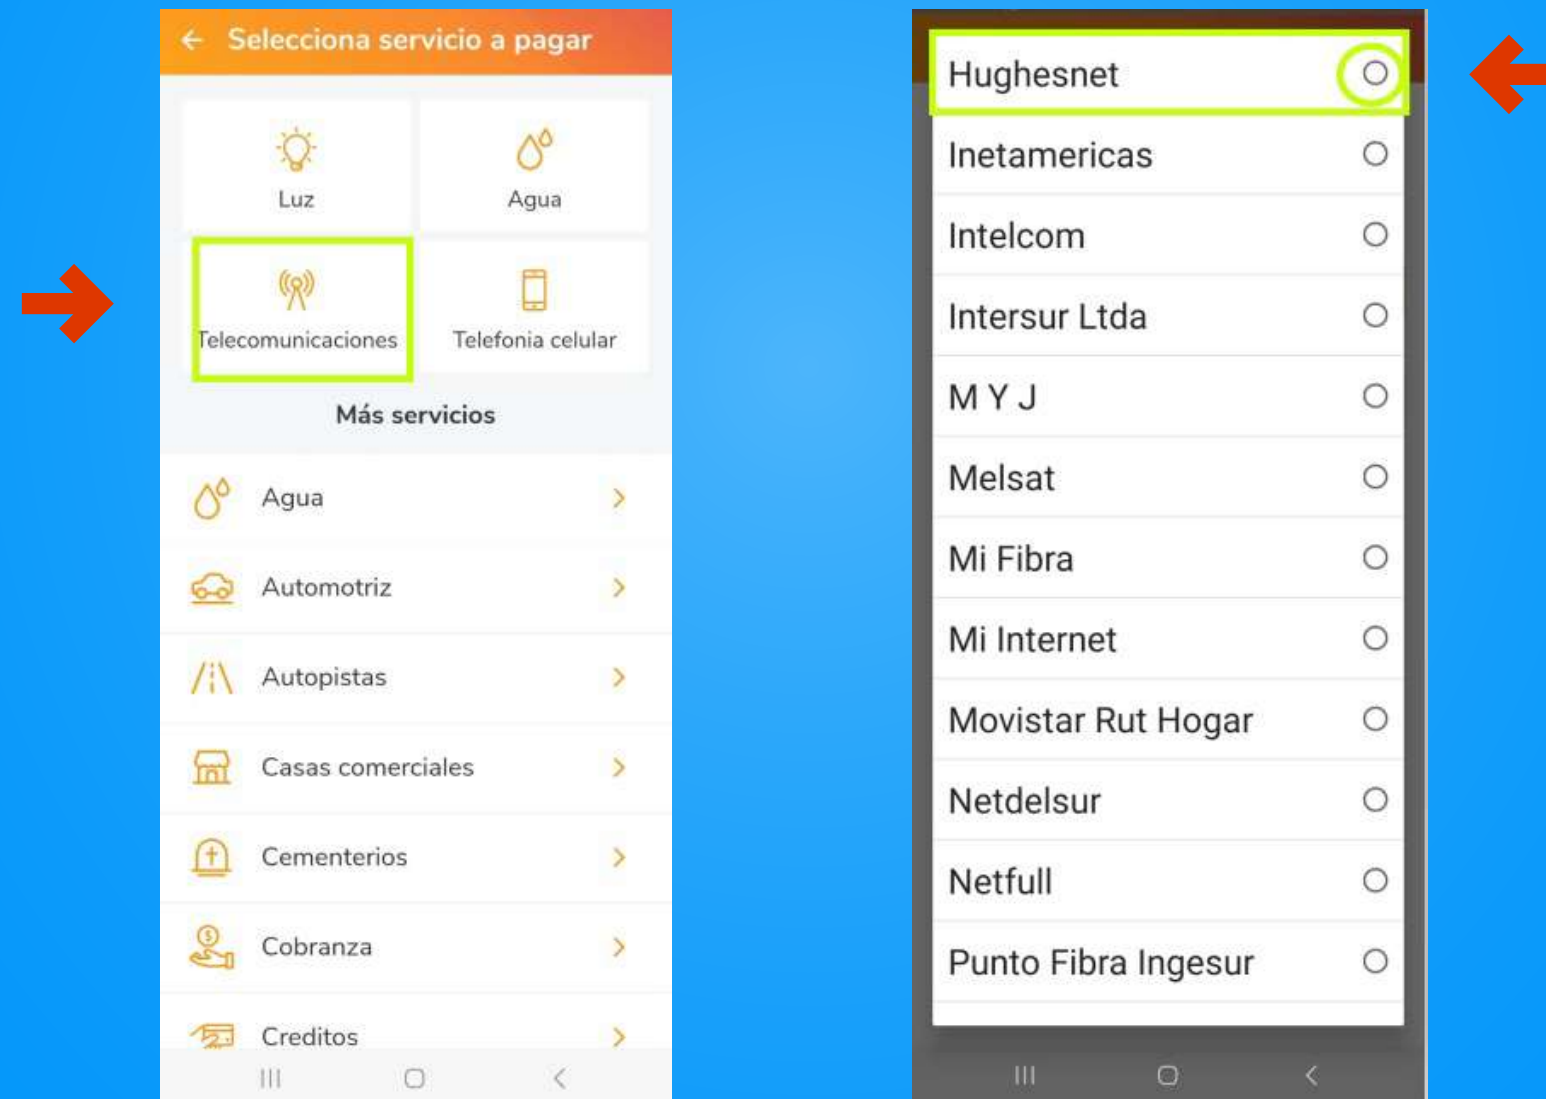 Selecciona servicio a pagar
Luz
Agua
Telecomunicaciones
Telefonia celular
Más servicios
Agua
Automotriz
Autopistas
Casas comerciales
Cementerios
Cobranza
Creditos
Hughesnet
Inetamericas
Intelcom
Intersur Ltda
M Y J
Melsat
Mi Fibra
Mi Internet
Movistar Rut Hogar
Netdelsur
Netfull
Punto Fibra Ingesur